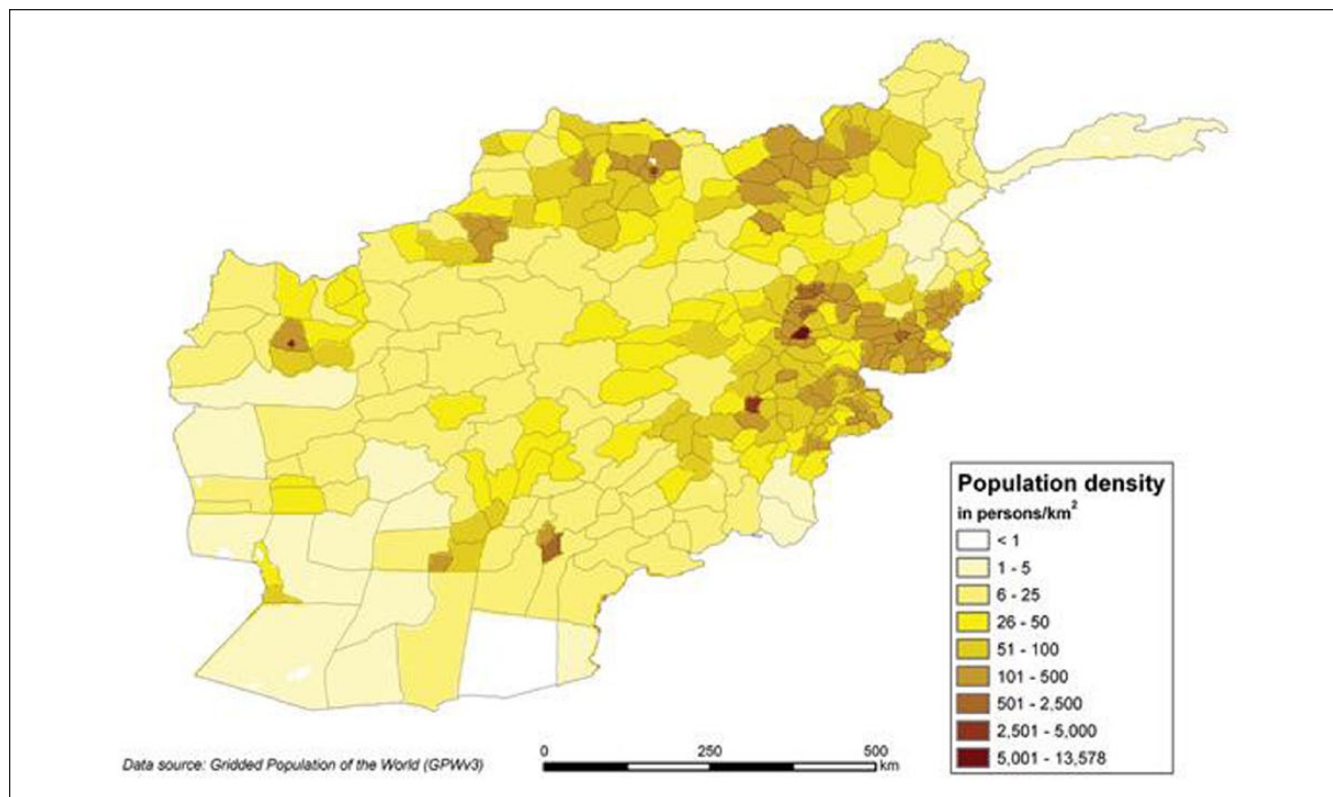 Population density
in persons/km²
< 1
1 - 5
6 - 25
26 - 50
51 - 100
101 - 500
501 - 2,500
2,501 - 5,000
5,001 - 13,578
Data source: Gridded Population of the World (GPWv3)
0 250 500
km